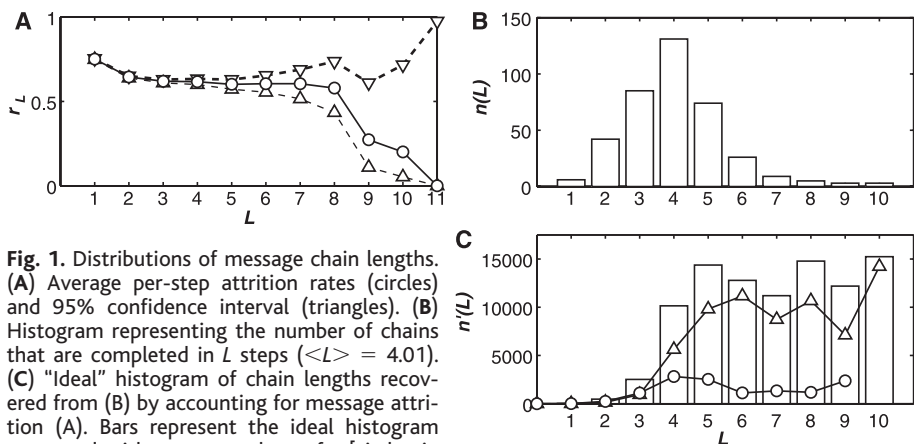 A
1
0.5
0
r_L
1 2 3 4 5 6 7 8 9 10 11
L
B
150
100
50
0
n(L)
1 2 3 4 5 6 7 8 9 10
C
15000
10000
5000
0
n'(L)
1 2 3 4 5 6 7 8 9 10
L
Fig. 1. Distributions of message chain lengths.
(A) Average per-step attrition rates (circles)
and 95% confidence interval (triangles). (B)
Histogram representing the number of chains
that are completed in L steps (<L> = 4.01).
(C) “Ideal” histogram of chain lengths recov-
ered from (B) by accounting for message attri-
tion (A). Bars represent the ideal histogram